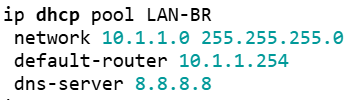 ip dhcp pool LAN-BR
network 10.1.1.0 255.255.255.0
default-router 10.1.1.254
dns-server 8.8.8.8